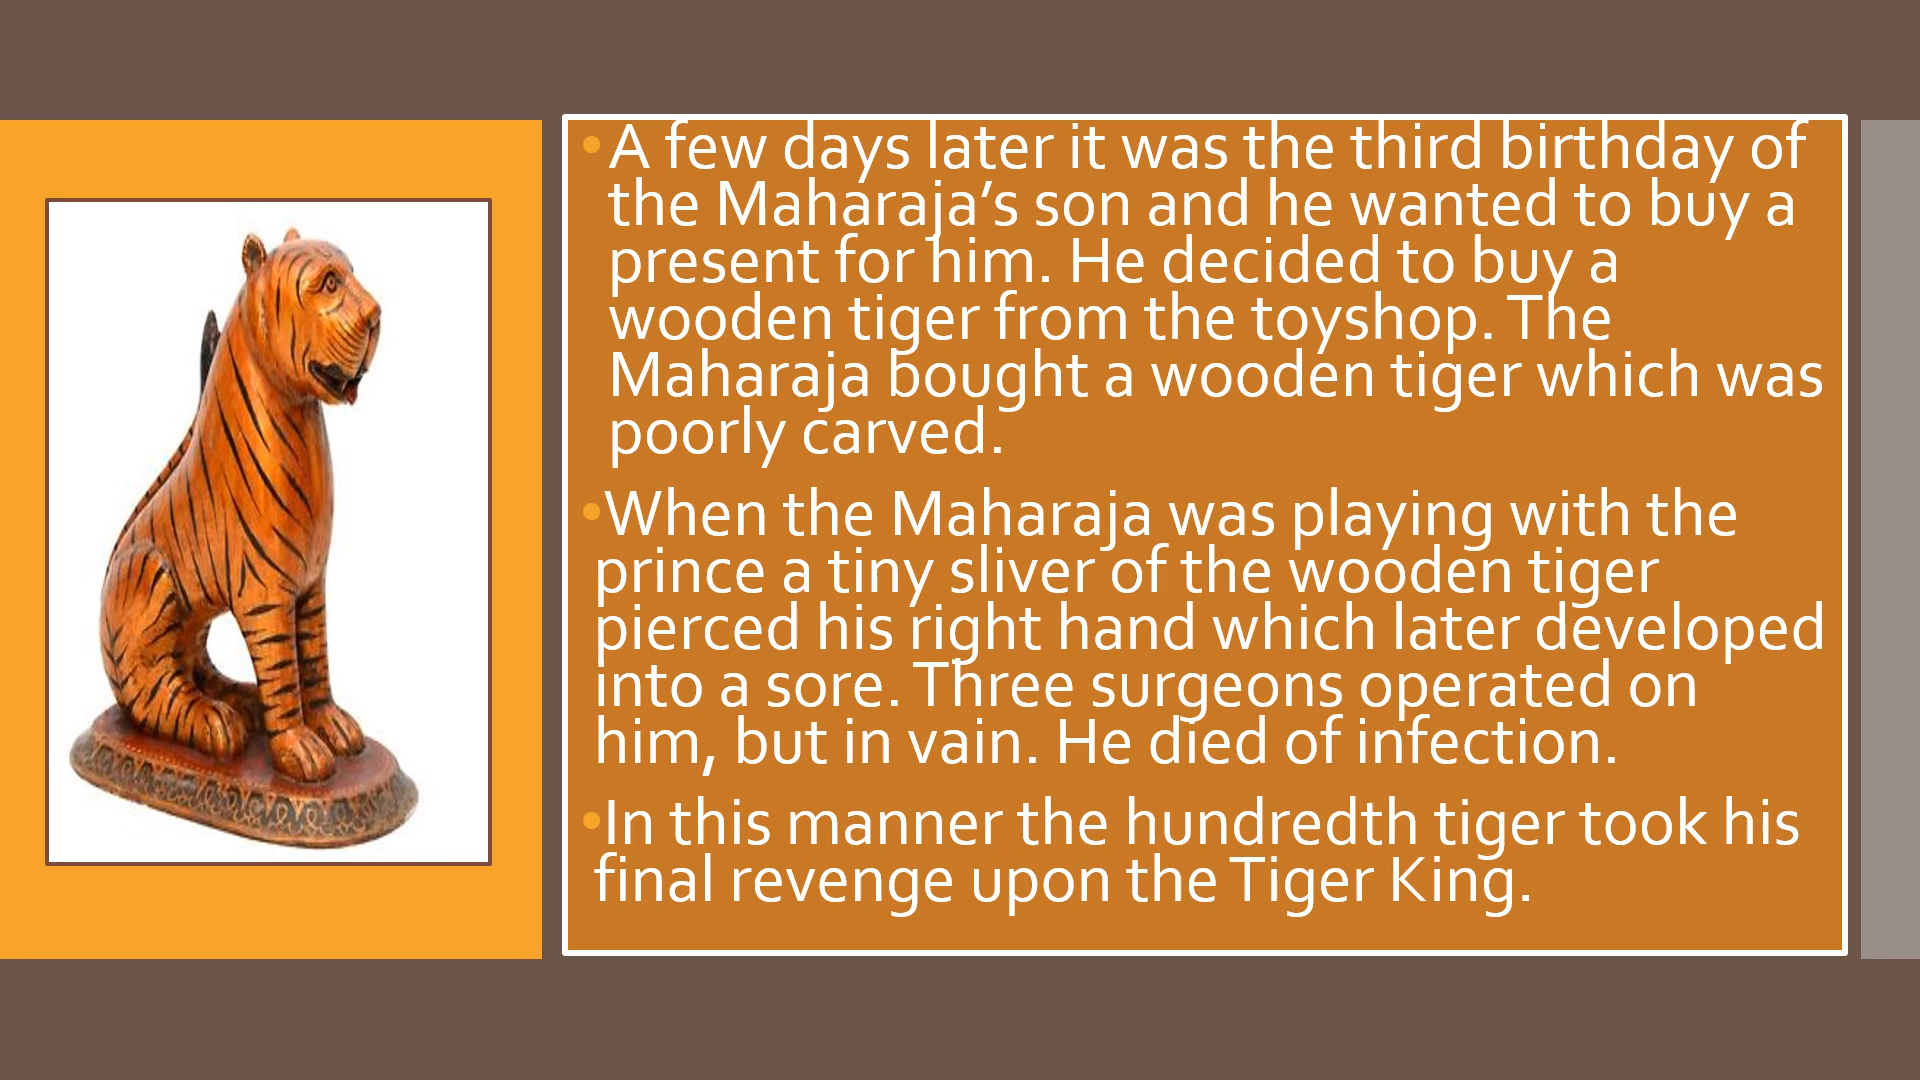 •A few days later it was the third birthday of
the Maharaja’s son and he wanted to buy a
present for him. He decided to buy a
wooden tiger from the toyshop. The
Maharaja bought a wooden tiger which was
poorly carved.
•When the Maharaja was playing with the
prince a tiny sliver of the wooden tiger
pierced his right hand which later developed
into a sore. Three surgeons operated on
him, but in vain. He died of infection.
•In this manner the hundredth tiger took his
final revenge upon the Tiger King.